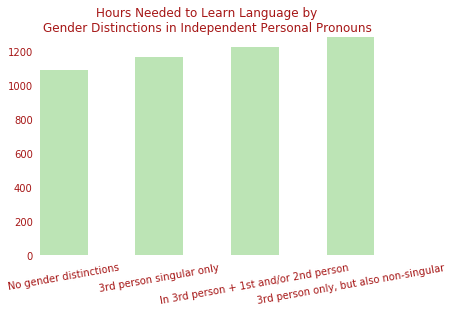 Hours Needed to Learn Language by
Gender Distinctions in Independent Personal Pronouns
1200
1000
800
600
400
200
0
No gender distinctions
3rd person singular only
In 3rd person + 1st and/or 2nd person
3rd person only, but also non-singular